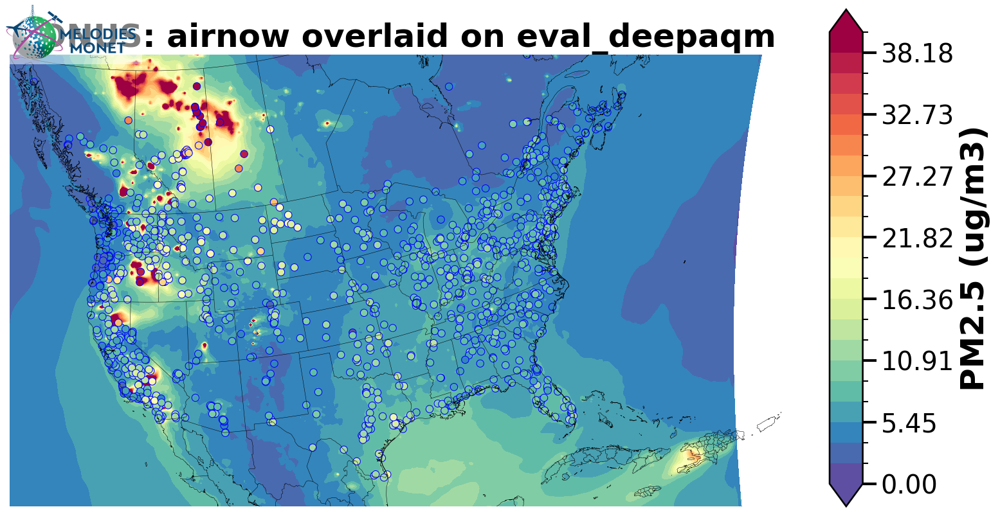 CONUS: airnow overlaid on eval_deepaqm
MELODIES
MONET
38.18
32.73
27.27
21.82
16.36
10.91
5.45
0.00
PM2.5 (ug/m3)